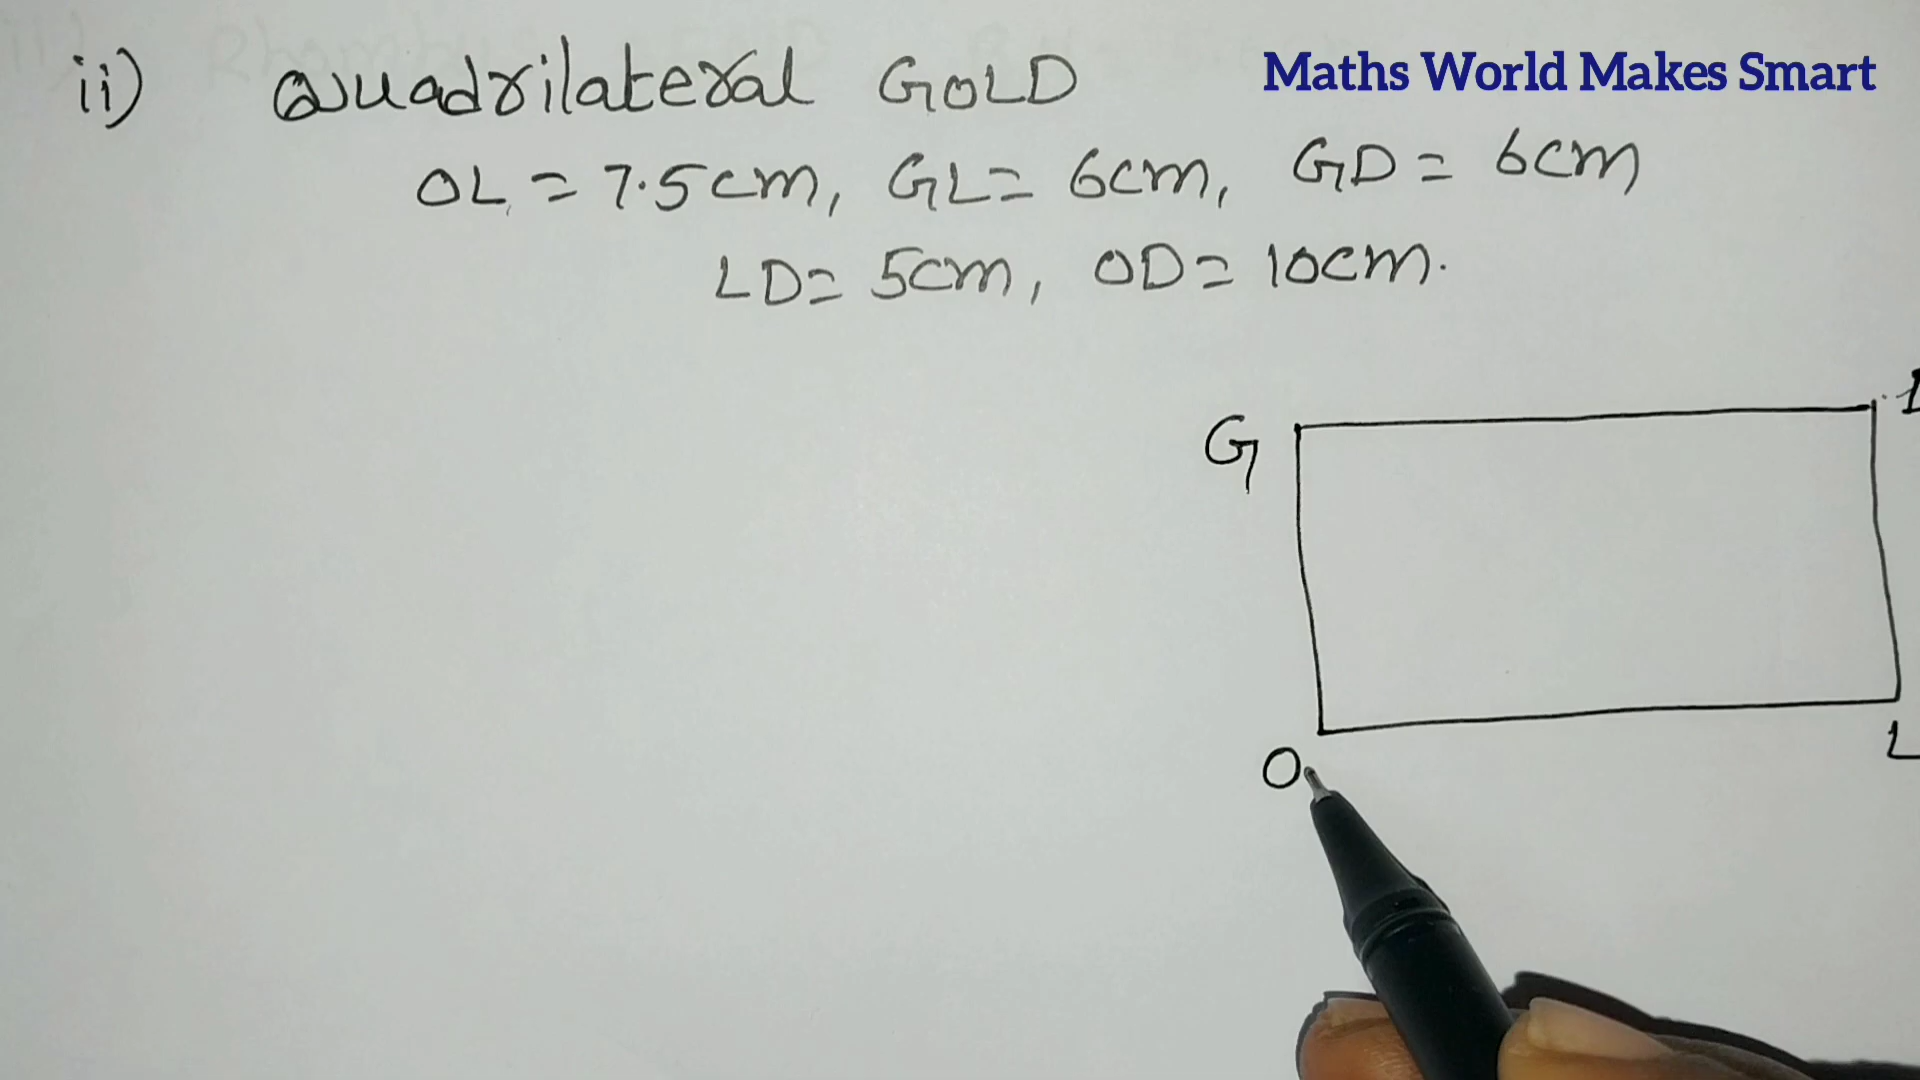 ii) Quadrilateral GOLD
Maths World Makes Smart
OL = 7.5cm, GL = 6cm, GD = 6cm
LD = 5cm, OD = 10cm.
G
O
L